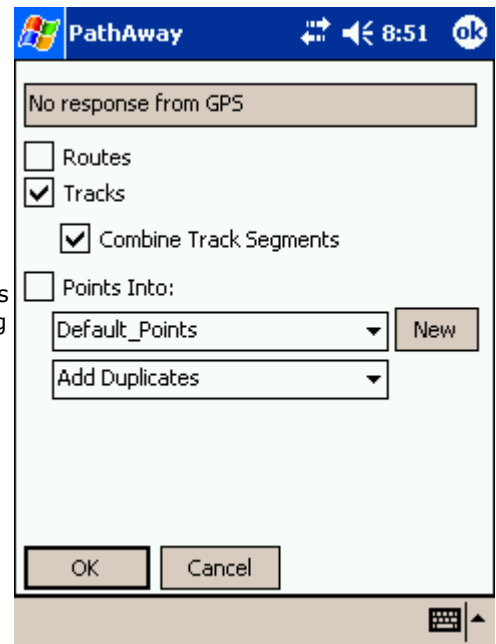 PathAway 8:51 ok
No response from GPS
Routes
Tracks
Combine Track Segments
Points Into:
Default_Points New
Add Duplicates
OK Cancel